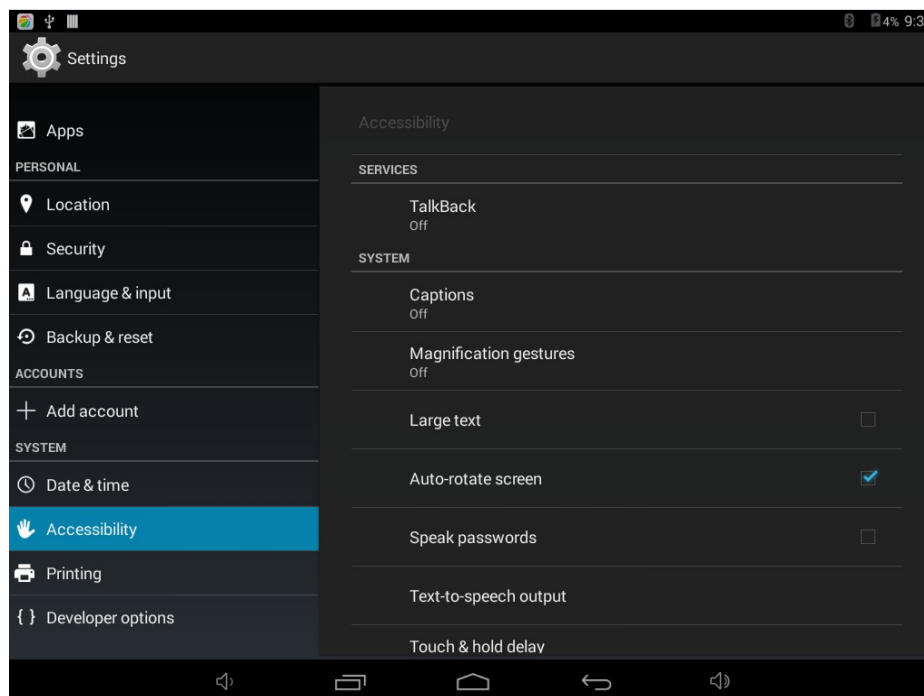 4% 9:3
Settings
Apps
PERSONAL
Location
Security
Language & input
Backup & reset
ACCOUNTS
Add account
SYSTEM
Date & time
Accessibility
Printing
{ } Developer options
Accessibility
SERVICES
TalkBack
Off
SYSTEM
Captions
Off
Magnification gestures
Off
Large text
Auto-rotate screen
Speak passwords
Text-to-speech output
Touch & hold delay